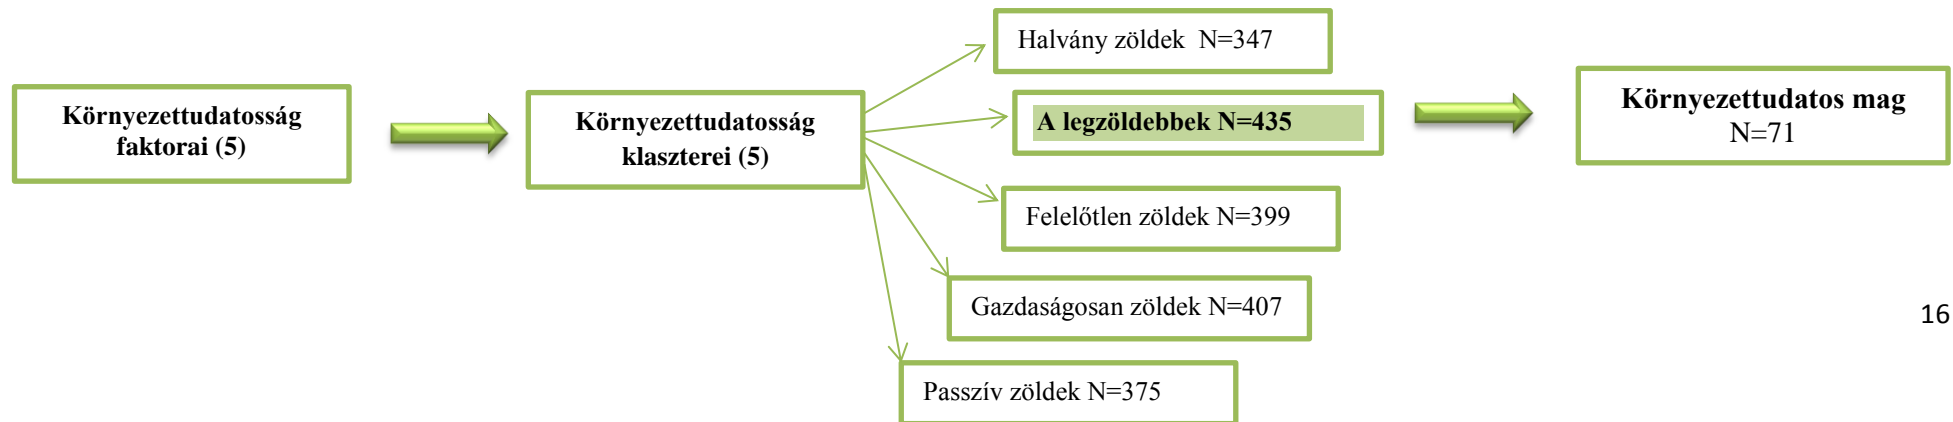 Környezettudatosság
faktorai (5)
Környezettudatosság
klaszterei (5)
Halvány zöldek N=347
A legzöldebbek N=435
Felelőtlen zöldek N=399
Gazdaságosan zöldek N=407
Passzív zöldek N=375
Környezettudatos mag
N=71
16